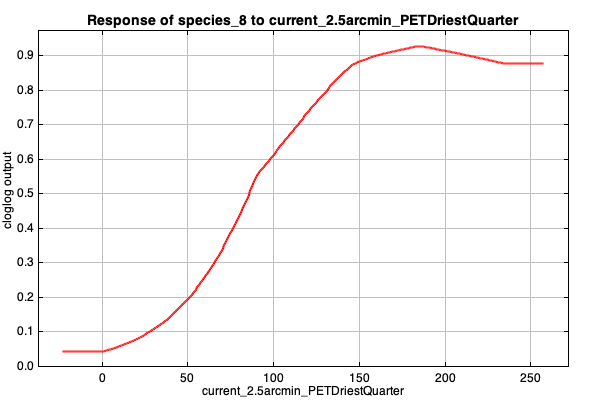 Response of species_8 to current_2.5arcmin_PETDriestQuarter
cloglog output
0.9
0.8
0.7
0.6
0.5
0.4
0.3
0.2
0.1
0.0
0 50 100 150 200 250
current_2.5arcmin_PETDriestQuarter